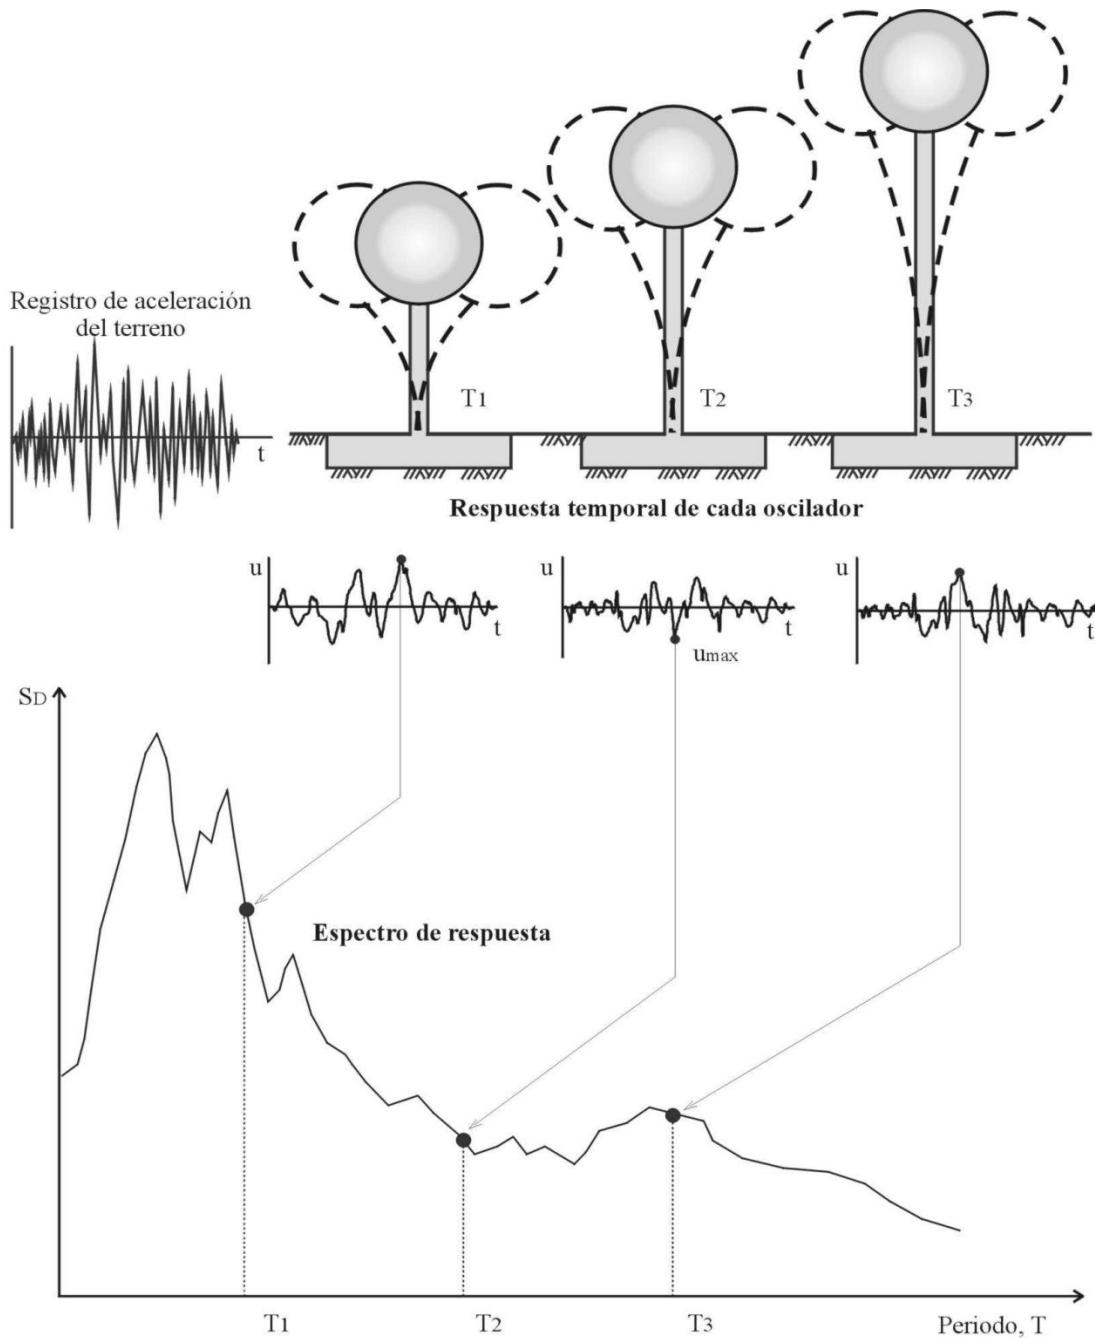 Registro de aceleración
del terreno
t
T1
T2
T3
Respuesta temporal de cada oscilador
u
t
u
t
umax
u
t
SD
Espectro de respuesta
T1
T2
T3
Periodo, T